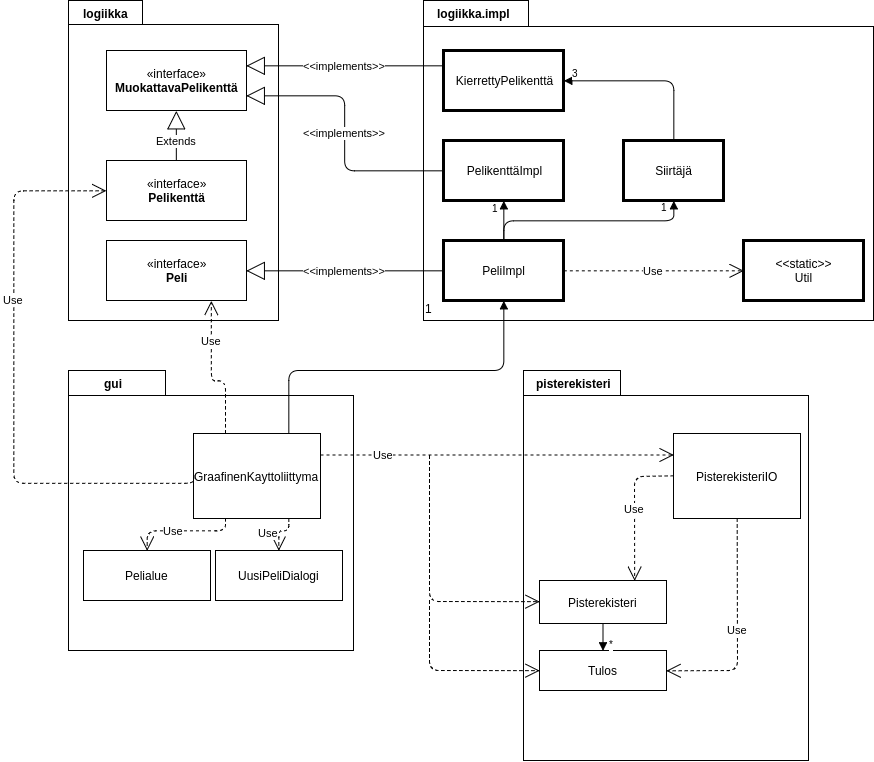 logiikka
«interface»
MuokattavaPelikenttä
Extends
«interface»
Pelikenttä
«interface»
Peli
<<implements>>
<<implements>>
<<implements>>
logiikka.impl
KierrettyPelikenttä
3
PelikenttäImpl
Siirtäjä
1
1
PeliImpl
Use
<<static>>
Util
1
Use
Use
gui
GraafinenKayttoliittyma
Use
Use
Pelialue
UusiPeliDialogi
Use
pisterekisteri
PisterekisteriIO
Use
Pisterekisteri
*
Use
Tulos